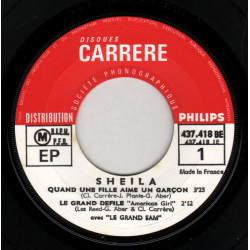 DISQUES
CARRERE
SOCIÉTÉ PHONOGRAPHIQUE
DISTRIBUTION
PHILIPS
437.418 BE
M
B.I.E.M.
EP
1
Made in France
SHEILA
QUAND UNE FILLE AIME UN GARÇON 3'25
(Cl. Carrère-J. Plante-G. Aber)
LE GRAND DEFILE "American Girl" 2'12
(Les Reed-G. Aber & Cl. Carrère)
avec "LE GRAND SAM"